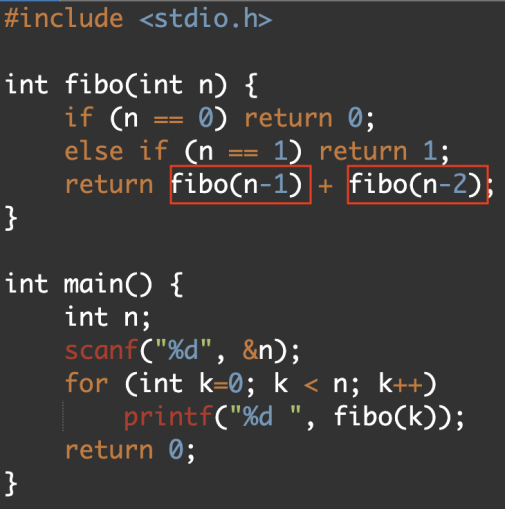 #include <stdio.h>
int fibo(int n) {
if (n == 0) return 0;
else if (n == 1) return 1;
return fibo(n-1) + fibo(n-2);
}
int main() {
int n;
scanf("%d", &n);
for (int k=0; k < n; k++)
printf("%d ", fibo(k));
return 0;
}